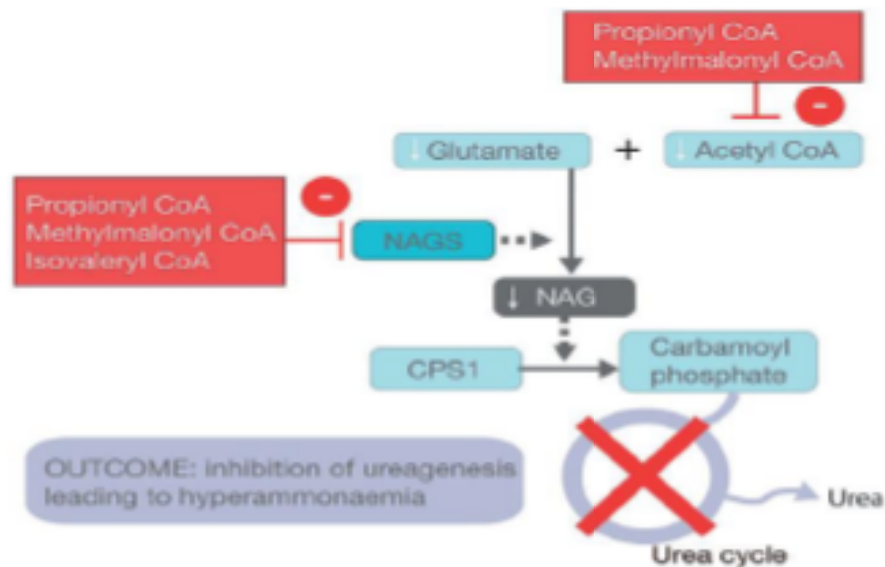 Propionyl CoA
Methylmalonyl CoA
↓ Glutamate + ↓ Acetyl CoA
Propionyl CoA
Methylmalonyl CoA
Isovaleryl CoA
NAGS
↓ NAG
CPS1
Carbamoyl
phosphate
OUTCOME: inhibition of ureagenesis
leading to hyperammonaemia
Urea
Urea cycle